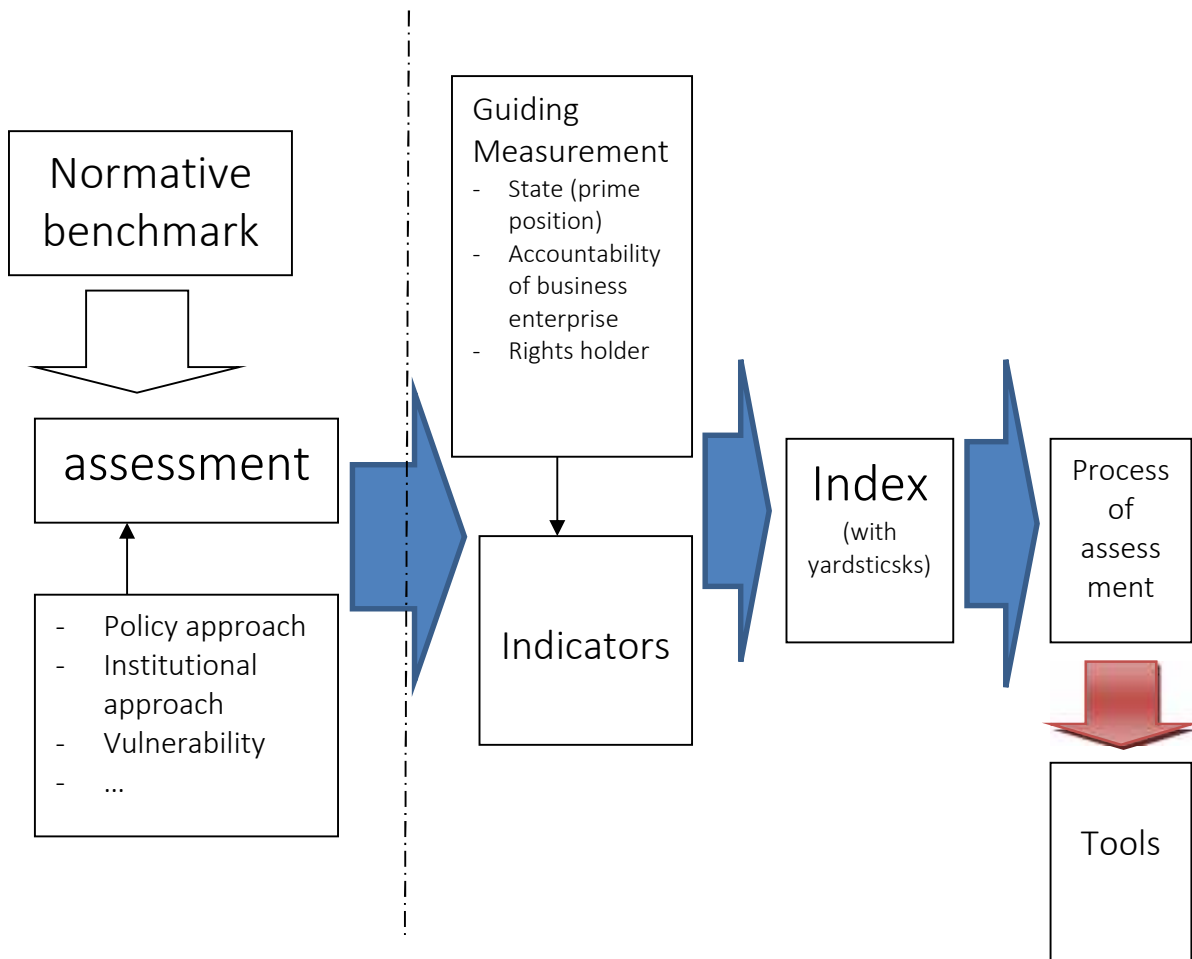 Normative
benchmark
assessment
- Policy approach
- Institutional
approach
- Vulnerability
- ...
Guiding
Measurement
- State (prime
position)
- Accountability
of business
enterprise
- Rights holder
Indicators
Index
(with
yardsticsks)
Process
of
assess
ment
Tools